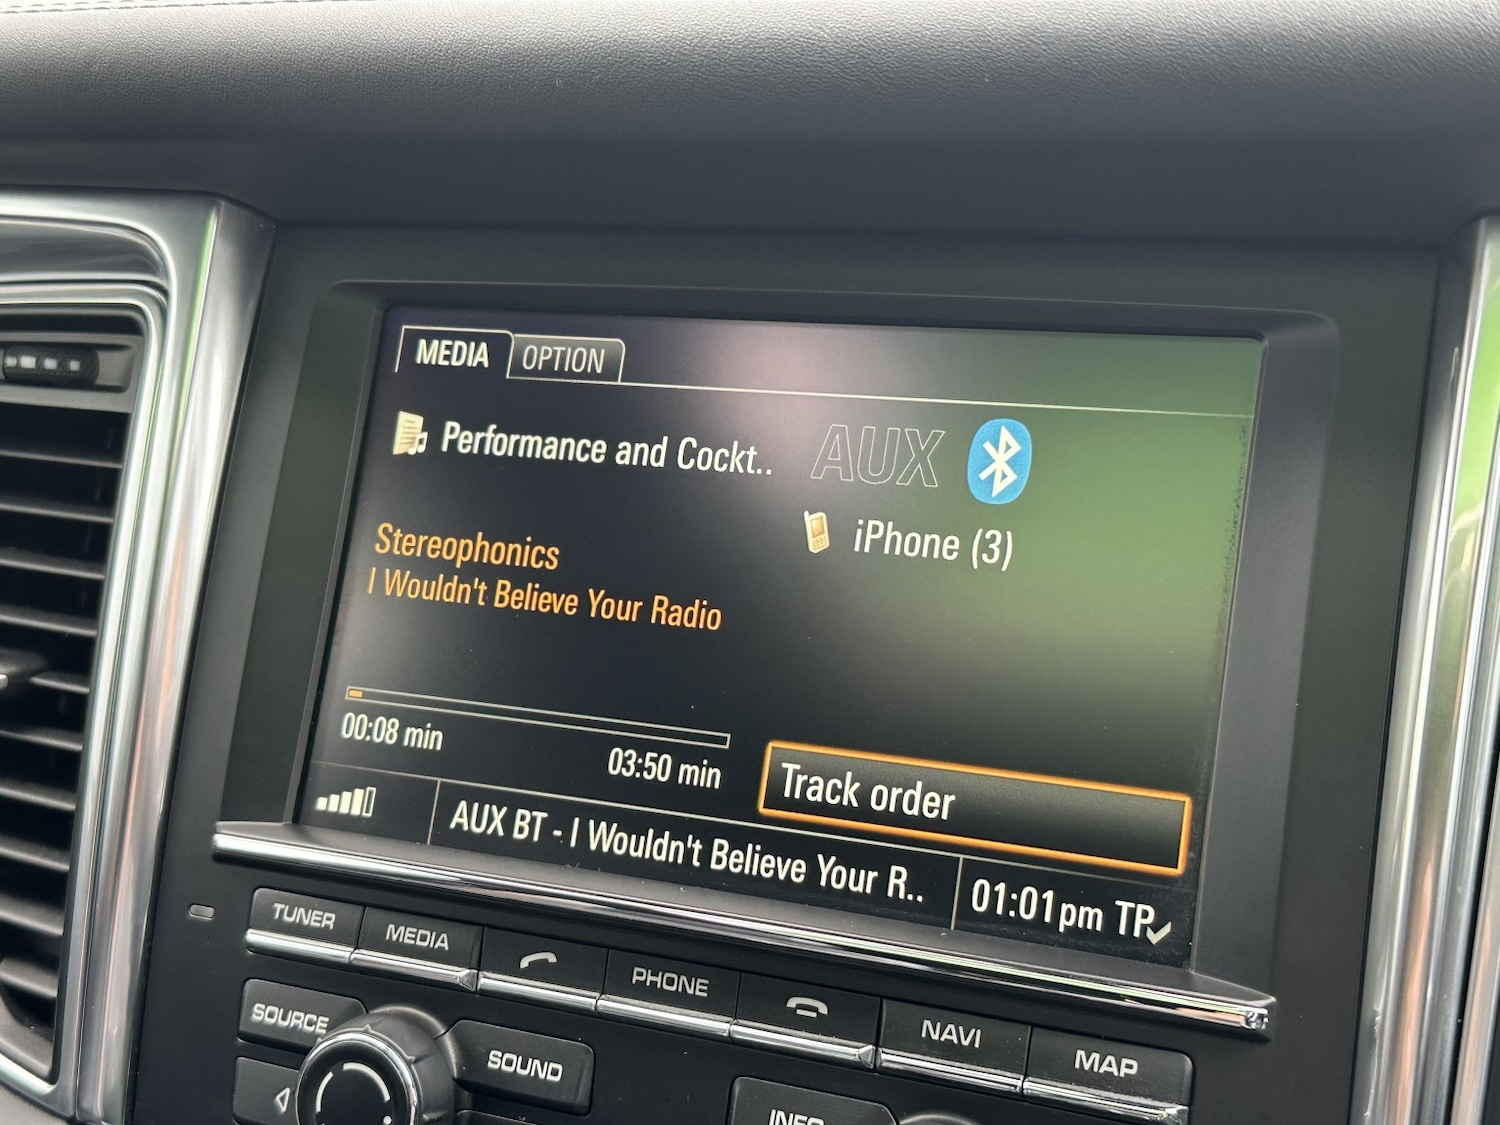 MEDIA OPTION
Performance and Cockt..
AUX
iPhone (3)
Stereophonics
I Wouldn't Believe Your Radio
00:08 min
03:50 min
Track order
AUX BT - I Wouldn't Believe Your R..
01:01pm TP
TUNER
MEDIA
PHONE
NAVI
MAP
SOURCE
SOUND
INFO